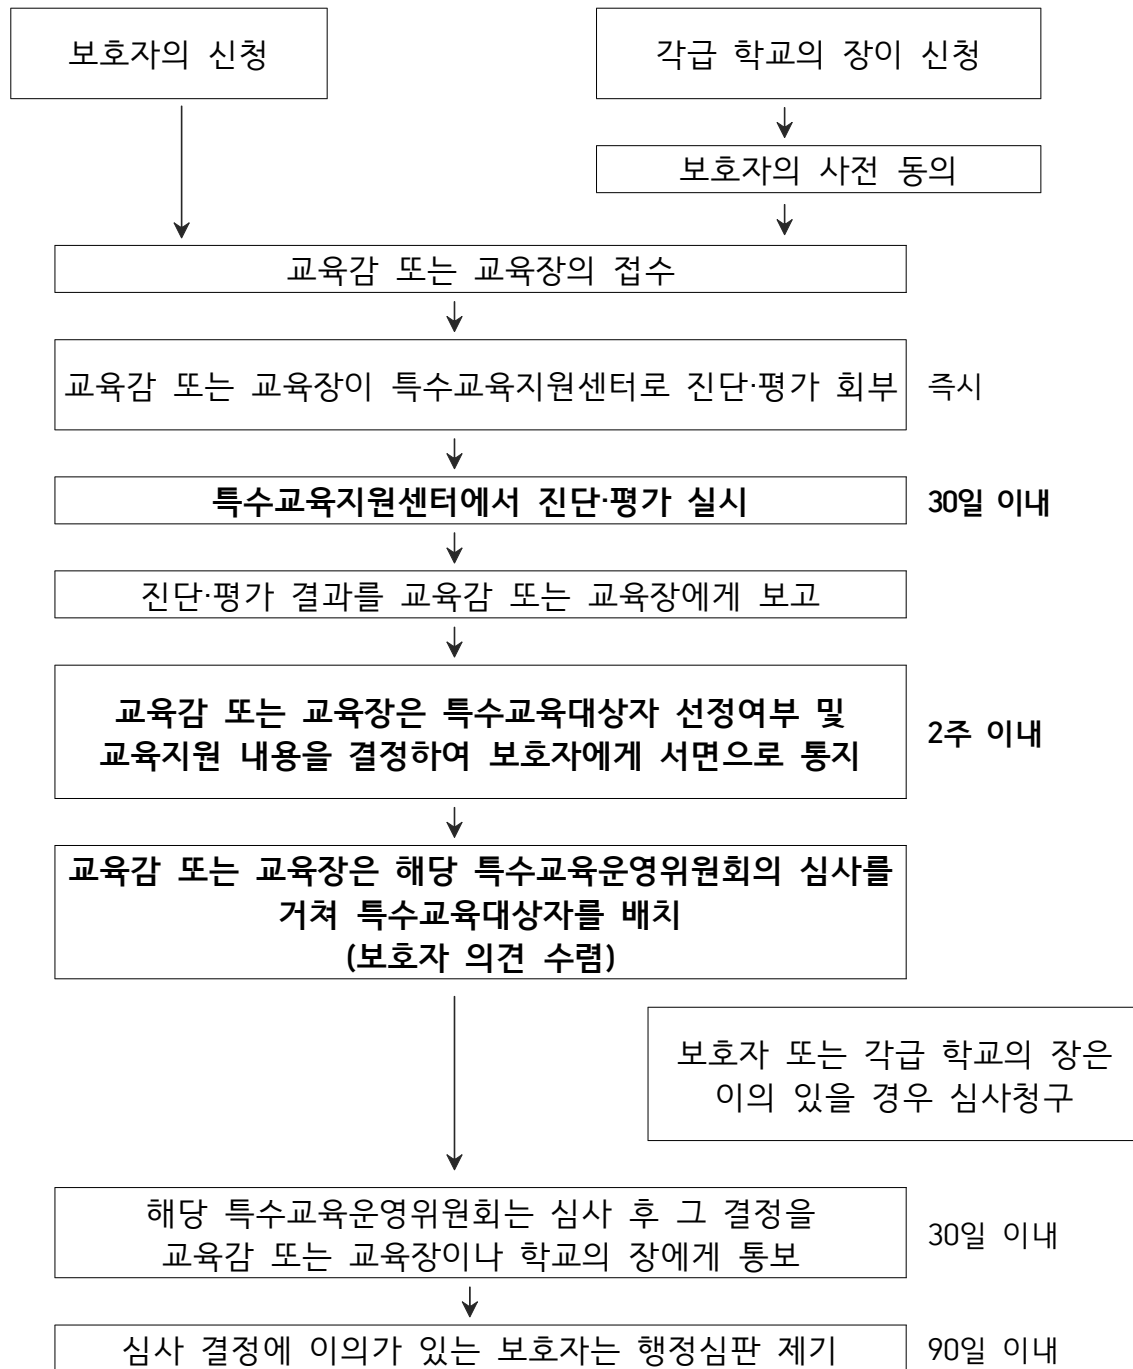 보호자의 신청
각급 학교의 장이 신청
보호자의 사전 동의
교육감 또는 교육장의 접수
교육감 또는 교육장이 특수교육지원센터로 진단·평가 회부
즉시
특수교육지원센터에서 진단·평가 실시
30일 이내
진단·평가 결과를 교육감 또는 교육장에게 보고
교육감 또는 교육장은 특수교육대상자 선정여부 및
교육지원 내용을 결정하여 보호자에게 서면으로 통지
2주 이내
교육감 또는 교육장은 해당 특수교육운영위원회의 심사를
거쳐 특수교육대상자를 배치
(보호자 의견 수렴)
보호자 또는 각급 학교의 장은
이의 있을 경우 심사청구
해당 특수교육운영위원회는 심사 후 그 결정을
교육감 또는 교육장이나 학교의 장에게 통보
30일 이내
심사 결정에 이의가 있는 보호자는 행정심판 제기
90일 이내